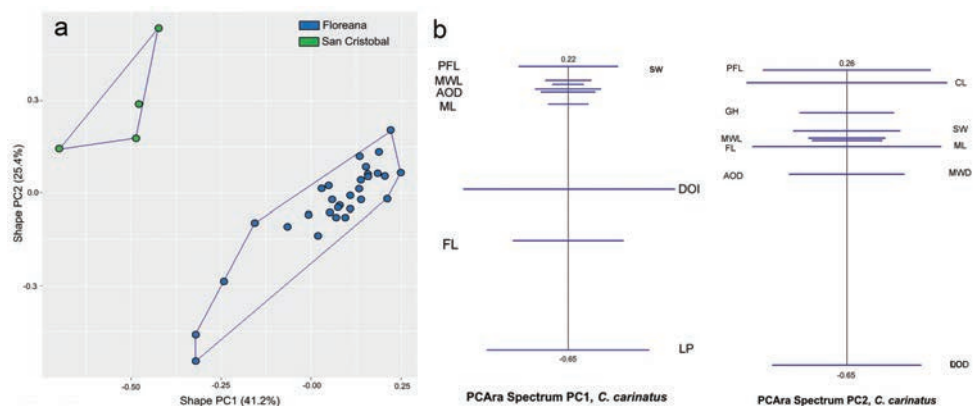 a
Floreana
San Cristobal
0.3
0.0
-0.3
Shape PC2 (25.4%)
-0.50
-0.25
-0.00
0.25
Shape PC1 (41.2%)
b
0.22
PFL
SW
MWL
AOD
ML
DOI
FL
LP
-0.65
PCAra Spectrum PC1, C. carinatus
0.26
PFL
CL
GH
SW
MWL
FL
ML
AOD
MWD
-0.65
PCAra Spectrum PC2, C. carinatus